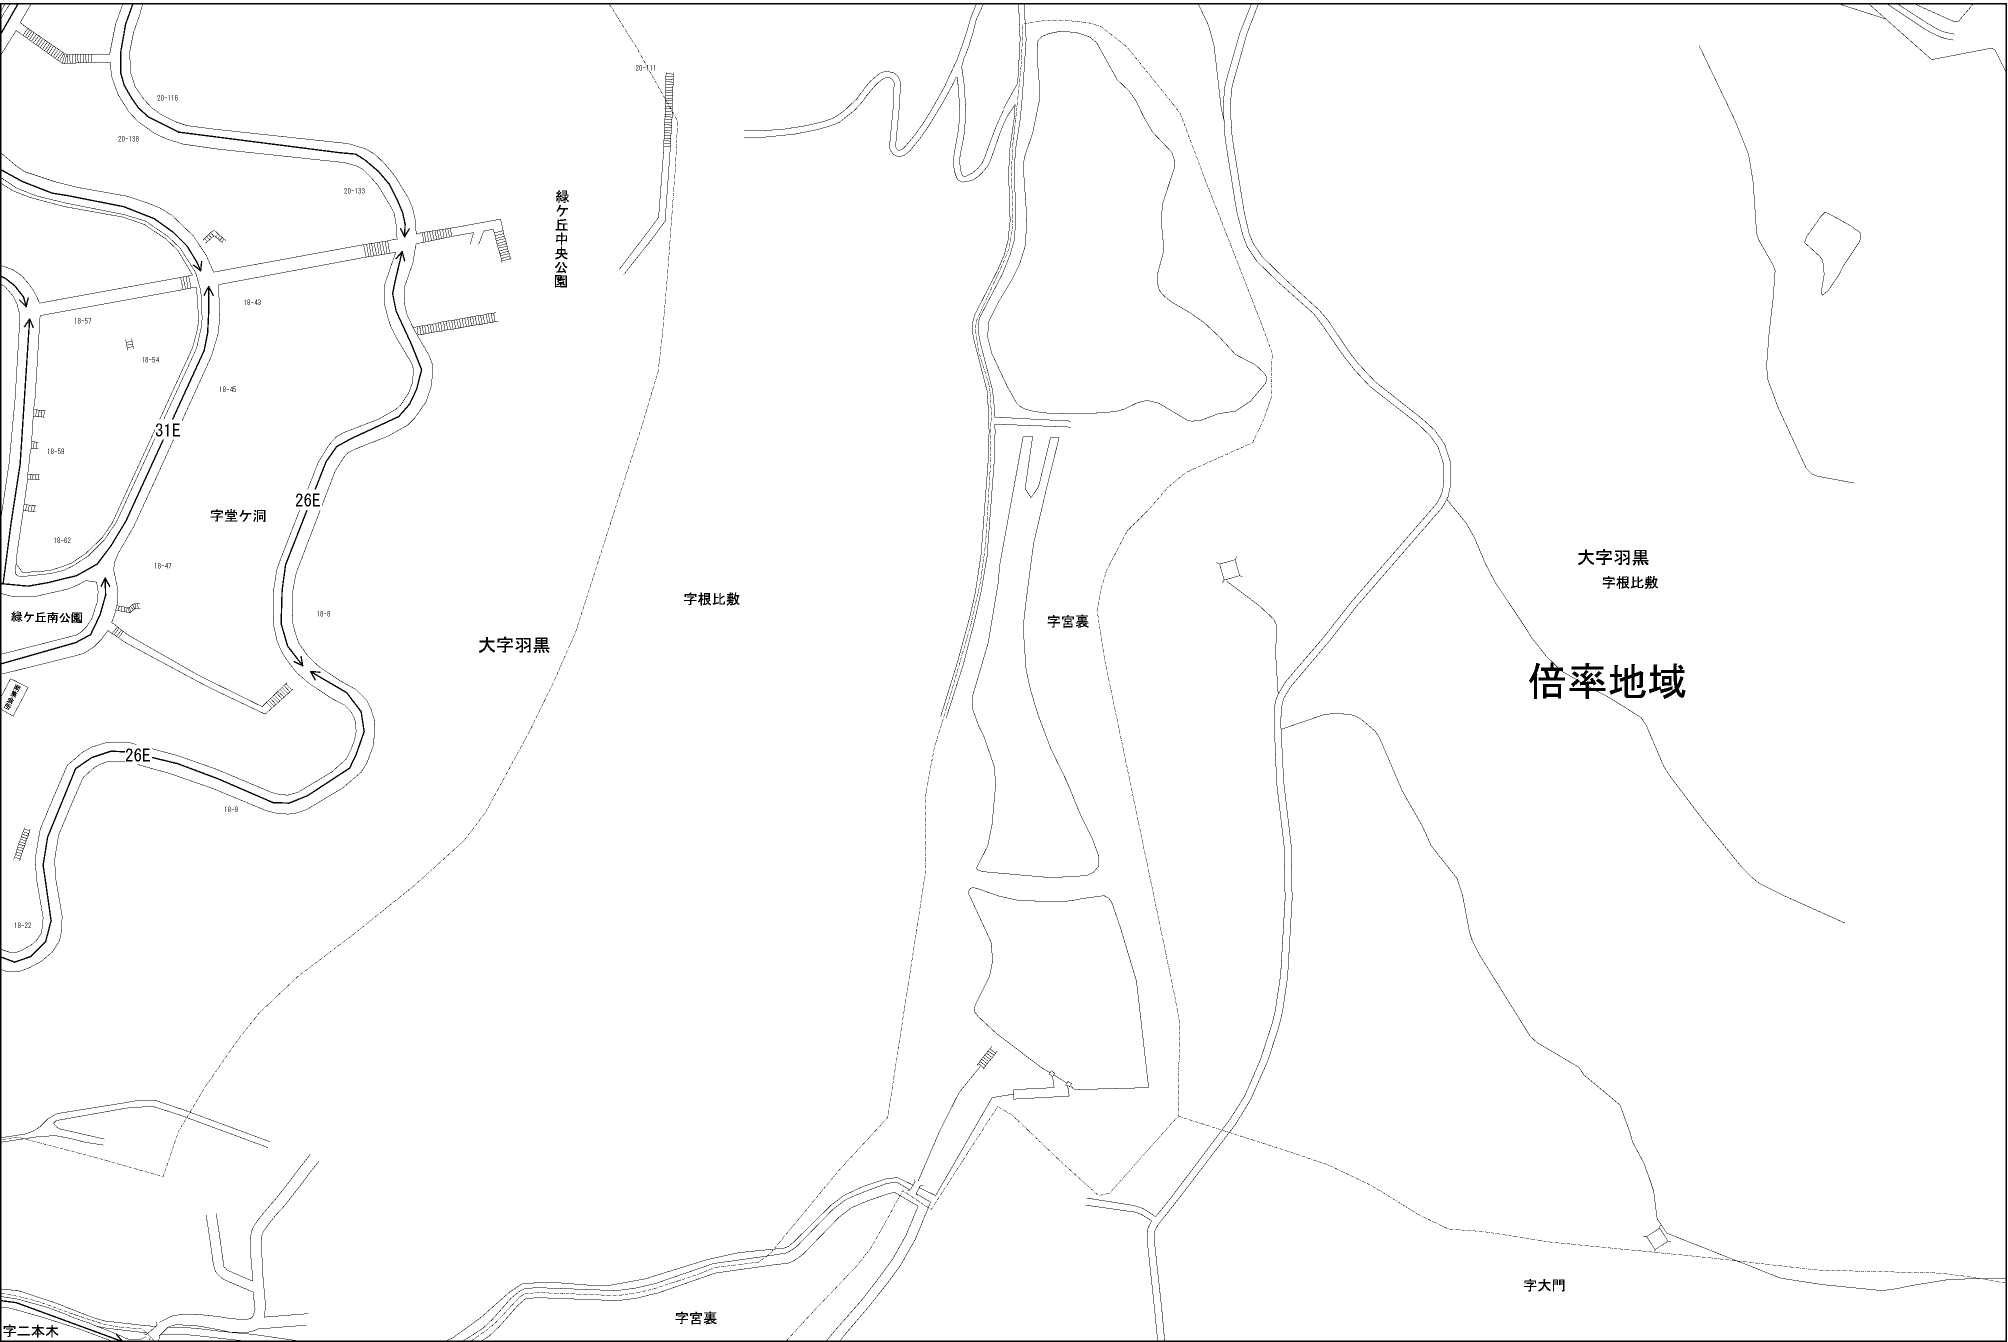 20-111
20-116
20-138
20-133
緑ケ丘中央公園
18-43
18-57
18-54
18-45
31E
18-59
26E
字堂ケ洞
18-62
18-47
大字羽黒
字根比敷
字根比敷
緑ケ丘南公園
18-8
字宮裏
大字羽黒
倍率地域
26E
18-9
18-22
字大門
字宮裏
字二本木